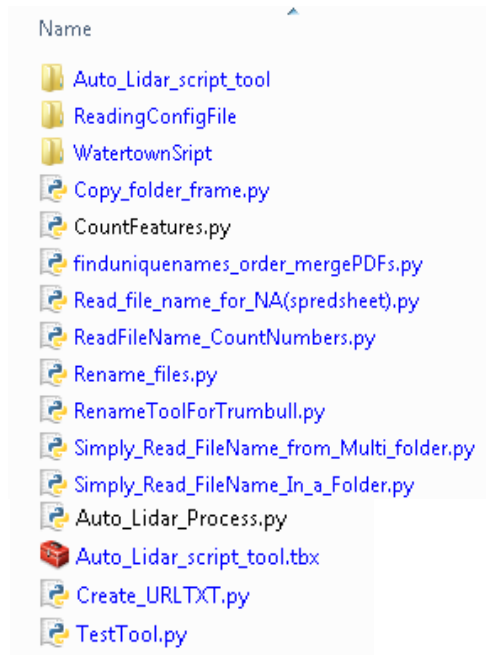 Name
Auto_Lidar_script_tool
ReadingConfigFile
WatertownSript
Copy_folder_frame.py
CountFeatures.py
finduniquenames_order_mergePDFs.py
Read_file_name_for_NA(spredsheet).py
ReadFileName_CountNumbers.py
Rename_files.py
RenameToolForTrumbull.py
Simply_Read_FileName_from_Multi_folder.py
Simply_Read_FileName_In_a_Folder.py
Auto_Lidar_Process.py
Auto_Lidar_script_tool.tbx
Create_URLTXT.py
TestTool.py